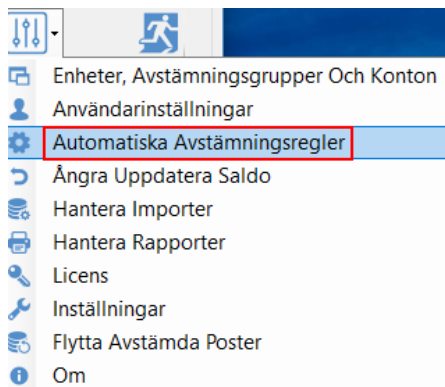 Enheter, Avstämningsgrupper Och Konton
Användarinställningar
Automatiska Avstämningsregler
Ångra Uppdatera Saldo
Hantera Importer
Hantera Rapporter
Licens
Inställningar
Flytta Avstämda Poster
Om